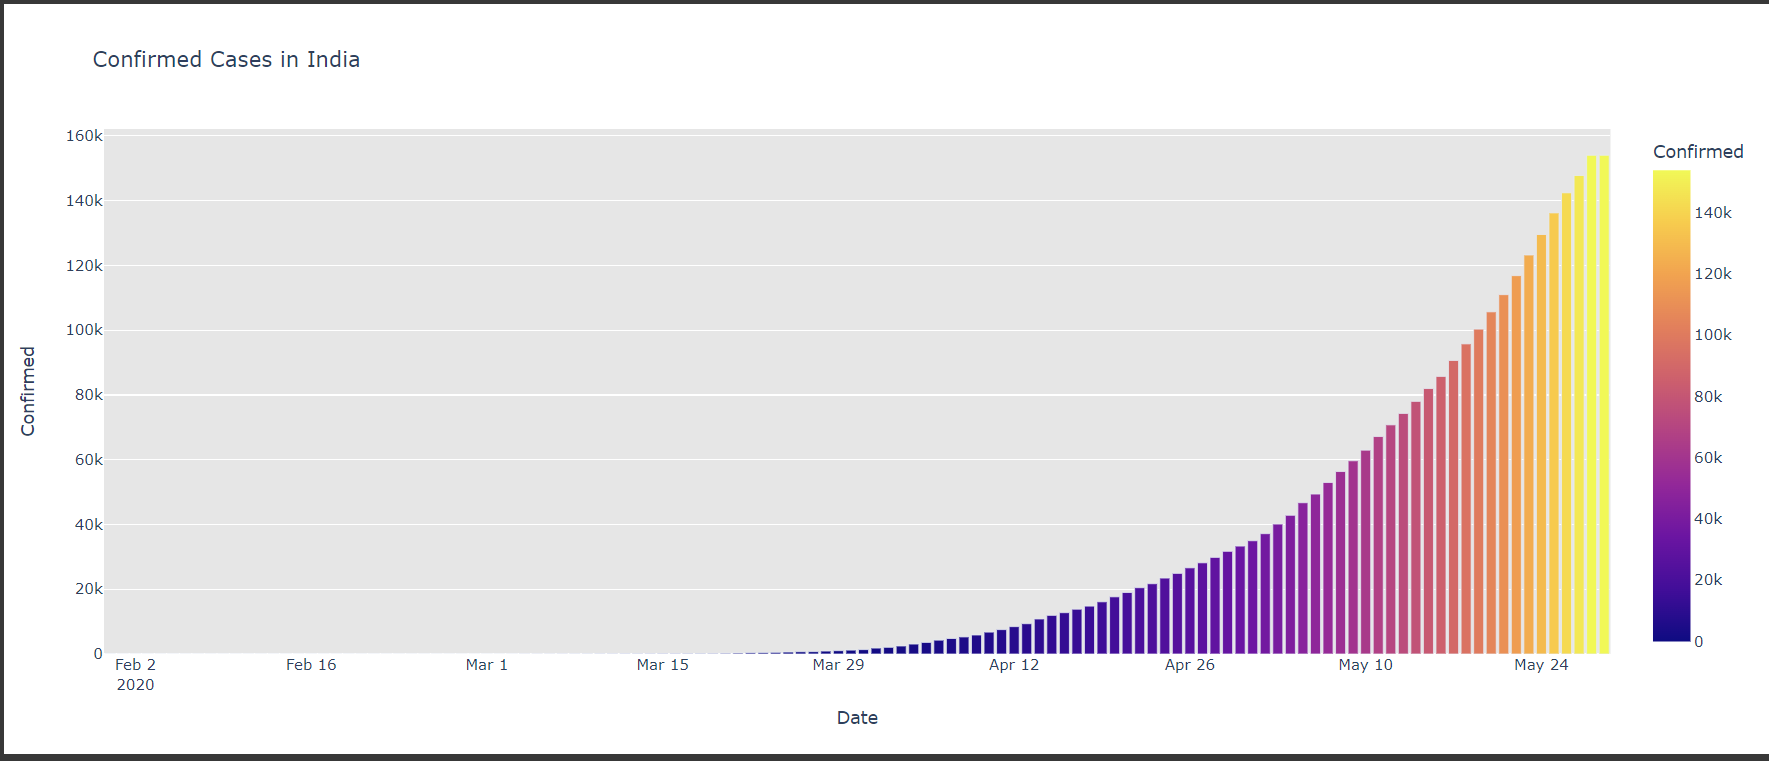 Confirmed Cases in India
Confirmed
160k
140k
120k
100k
80k
60k
40k
20k
0
Feb 2 Feb 16 Mar 1 Mar 15 Mar 29 Apr 12 Apr 26 May 10 May 24
2020
Date
Confirmed
140k
120k
100k
80k
60k
40k
20k
0